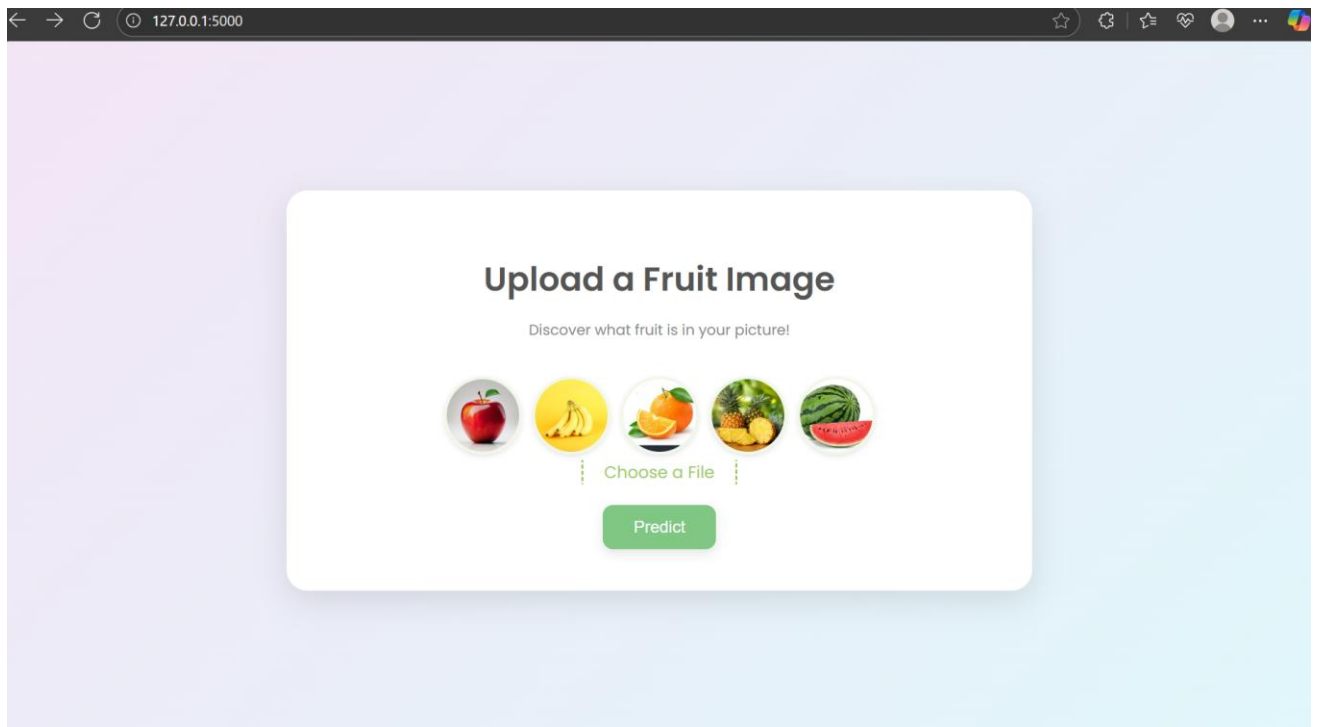 127.0.0.1:5000
Upload a Fruit Image
Discover what fruit is in your picture!
Choose a File
Predict